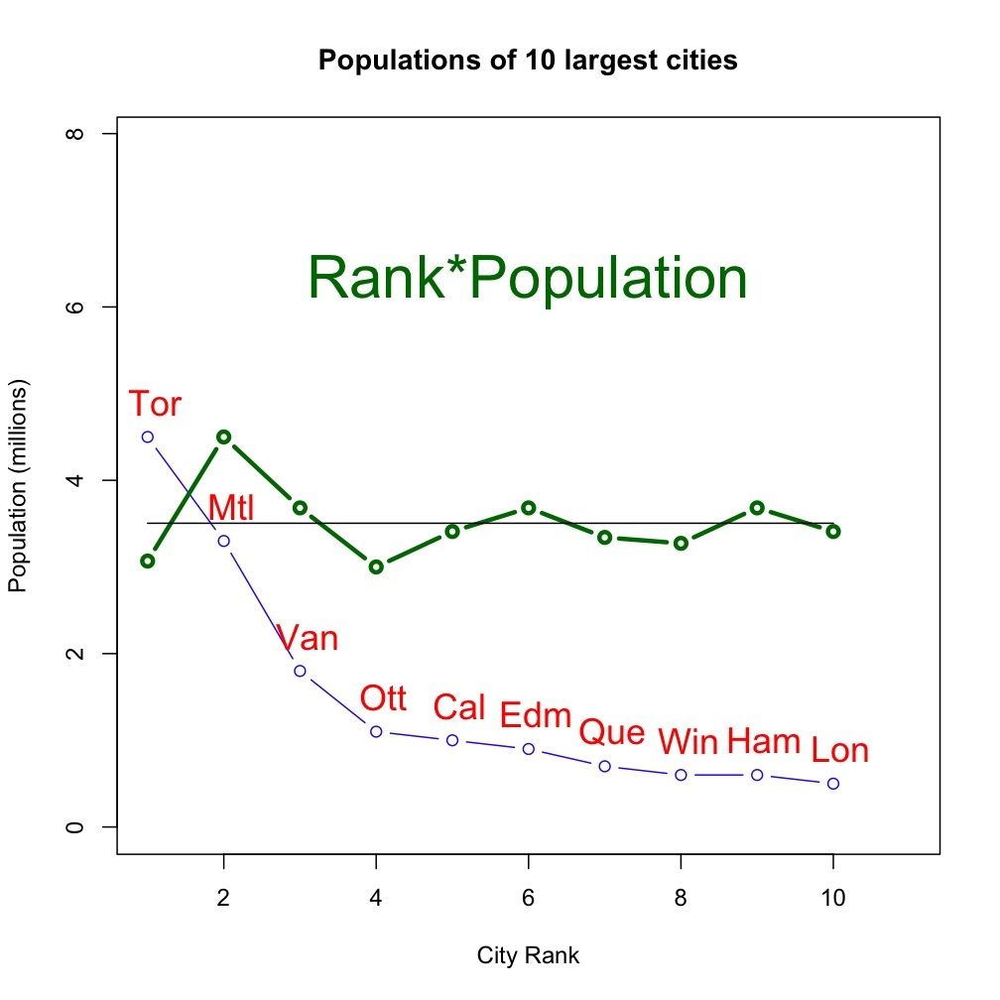 Populations of 10 largest cities
Rank*Population
Population (millions)
8
6
4
2
0
Tor
Mtl
Van
Ott
Cal
Edm
Que
Win
Ham
Lon
2
4
6
8
10
City Rank